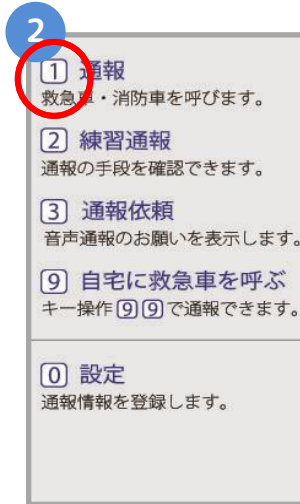 2
1 通報
救急車・消防車を呼びます。
2 練習通報
通報の手段を確認できます。
3 通報依頼
音声通報のお願いを表示します。
9 自宅に救急車を呼ぶ
キー操作99で通報できます。
0 設定
通報情報を登録します。